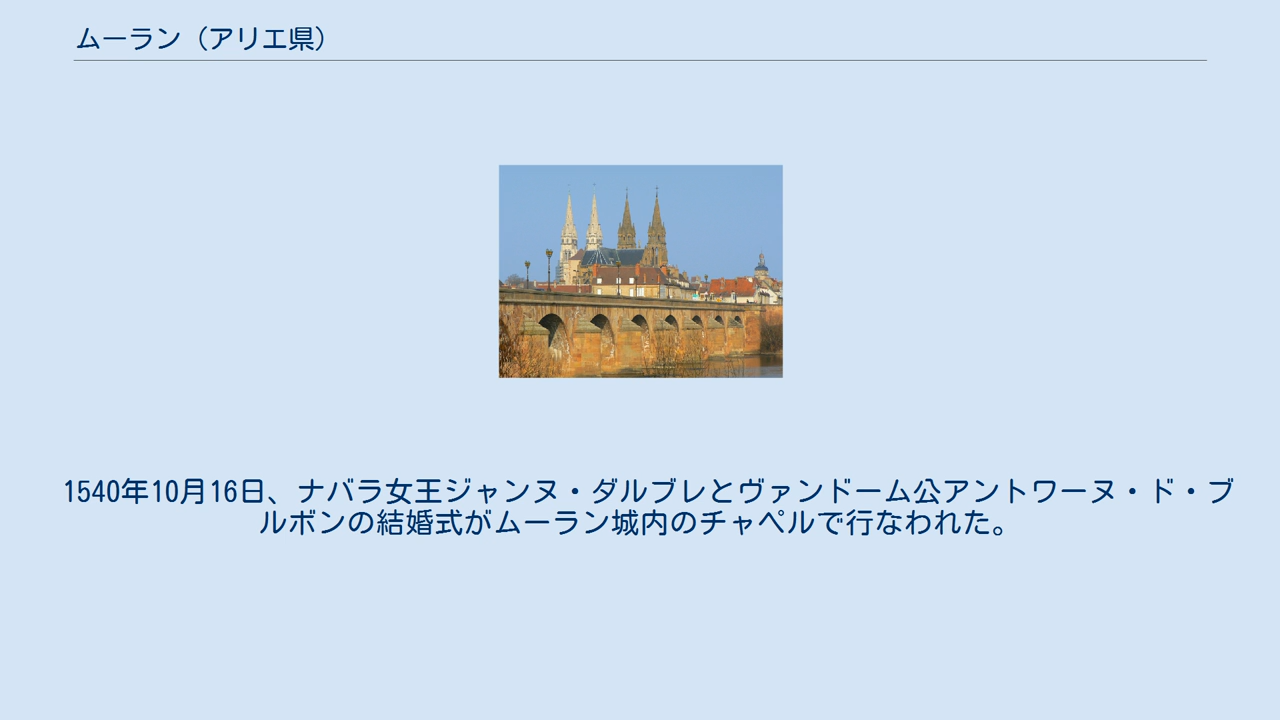 ムーラン（アリエ県）
1540年10月16日、ナバラ女王ジャンヌ・ダルブレとヴァンドーム公アントワーヌ・ド・ブ
ルボンの結婚式がムーラン城内のチャペルで行なわれた。